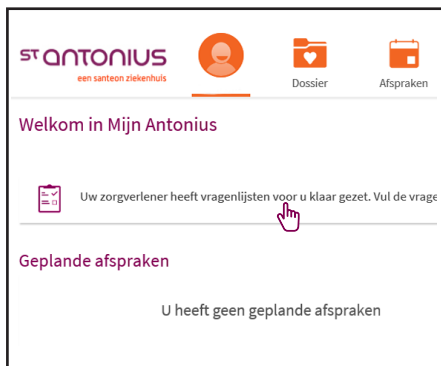 ST antonius
een santeon ziekenhuis
Dossier
Afspraken
Welkom in Mijn Antonius
Uw zorgverlener heeft vragenlijsten voor u klaar gezet. Vul de vrage
Geplande afspraken
U heeft geen geplande afspraken